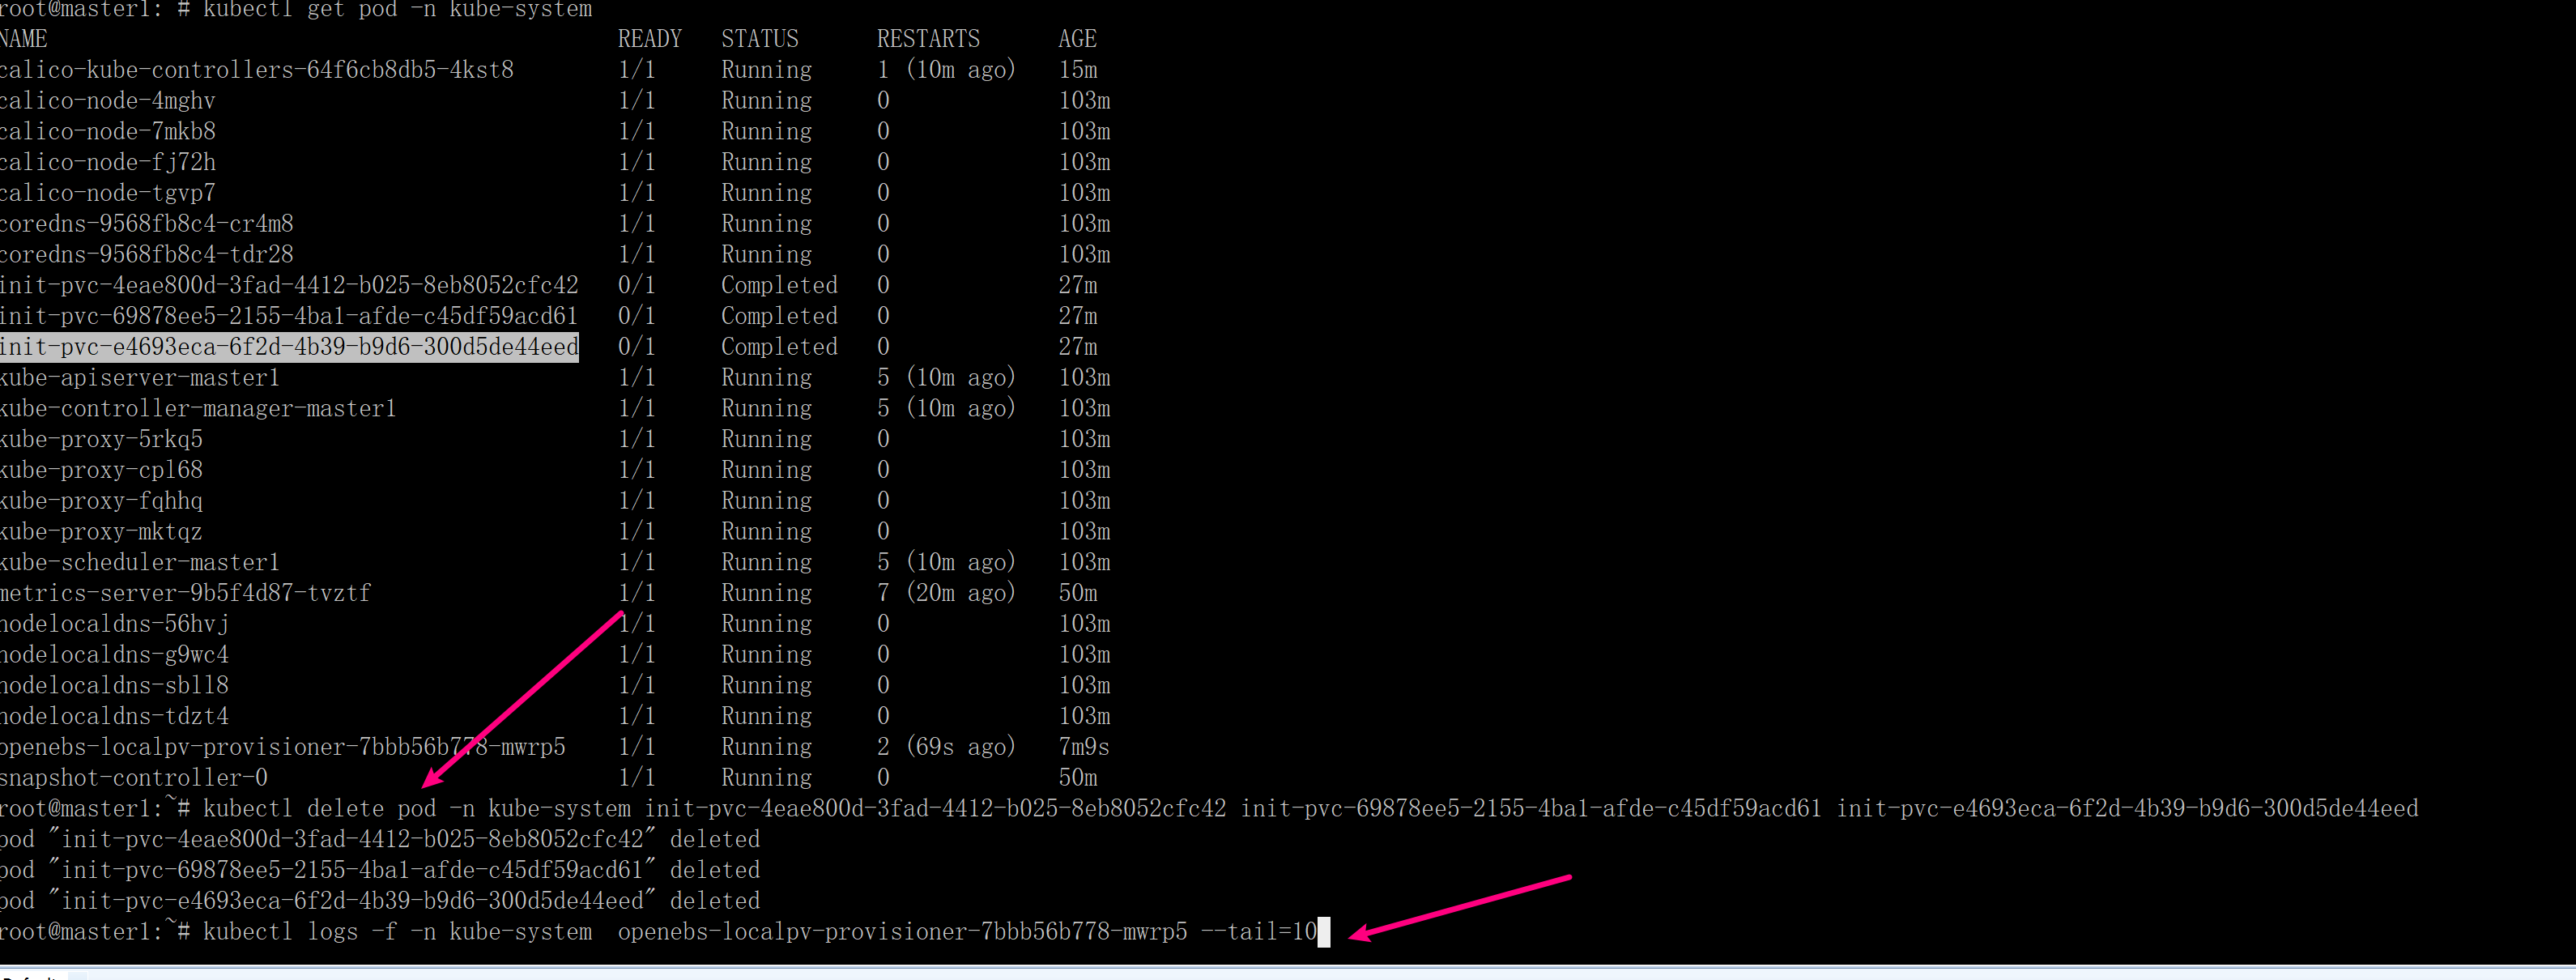 root@master1: # kubectl get pod -n kube-system
NAME READY STATUS RESTARTS AGE
calico-kube-controllers-64f6cb8db5-4kst8 1/1 Running 1 (10m ago) 15m
calico-node-4mghv 1/1 Running 0 103m
calico-node-7mkb8 1/1 Running 0 103m
calico-node-fj72h 1/1 Running 0 103m
calico-node-tgvp7 1/1 Running 0 103m
coredns-9568fb8c4-cr4m8 1/1 Running 0 103m
coredns-9568fb8c4-tdr28 1/1 Running 0 103m
init-pvc-4eae800d-3fad-4412-b025-8eb8052cfc42 0/1 Completed 0 27m
init-pvc-69878ee5-2155-4ba1-afde-c45df59acd61 0/1 Completed 0 27m
init-pvc-e4693eca-6f2d-4b39-b9d6-300d5de44eed 0/1 Completed 0 27m
kube-apiserver-master1 1/1 Running 5 (10m ago) 103m
kube-controller-manager-master1 1/1 Running 5 (10m ago) 103m
kube-proxy-5rkq5 1/1 Running 0 103m
kube-proxy-cpl68 1/1 Running 0 103m
kube-proxy-fqhhq 1/1 Running 0 103m
kube-proxy-mktqz 1/1 Running 0 103m
kube-scheduler-master1 1/1 Running 5 (10m ago) 103m
metrics-server-9b5f4d87-tvztf 1/1 Running 7 (20m ago) 50m
nodelocaldns-56hvj 1/1 Running 0 103m
nodelocaldns-g9wc4 1/1 Running 0 103m
nodelocaldns-sbll8 1/1 Running 0 103m
nodelocaldns-tdzt4 1/1 Running 0 103m
openebs-localpv-provisioner-7bbb56b778-mwrp5 1/1 Running 2 (69s ago) 7m9s
snapshot-controller-0 1/1 Running 0 50m
root@master1:~# kubectl delete pod -n kube-system init-pvc-4eae800d-3fad-4412-b025-8eb8052cfc42 init-pvc-69878ee5-2155-4ba1-afde-c45df59acd61 init-pvc-e4693eca-6f2d-4b39-b9d6-300d5de44eed
pod "init-pvc-4eae800d-3fad-4412-b025-8eb8052cfc42" deleted
pod "init-pvc-69878ee5-2155-4ba1-afde-c45df59acd61" deleted
pod "init-pvc-e4693eca-6f2d-4b39-b9d6-300d5de44eed" deleted
root@master1:~# kubectl logs -f -n kube-system  openebs-localpv-provisioner-7bbb56b778-mwrp5 --tail=10